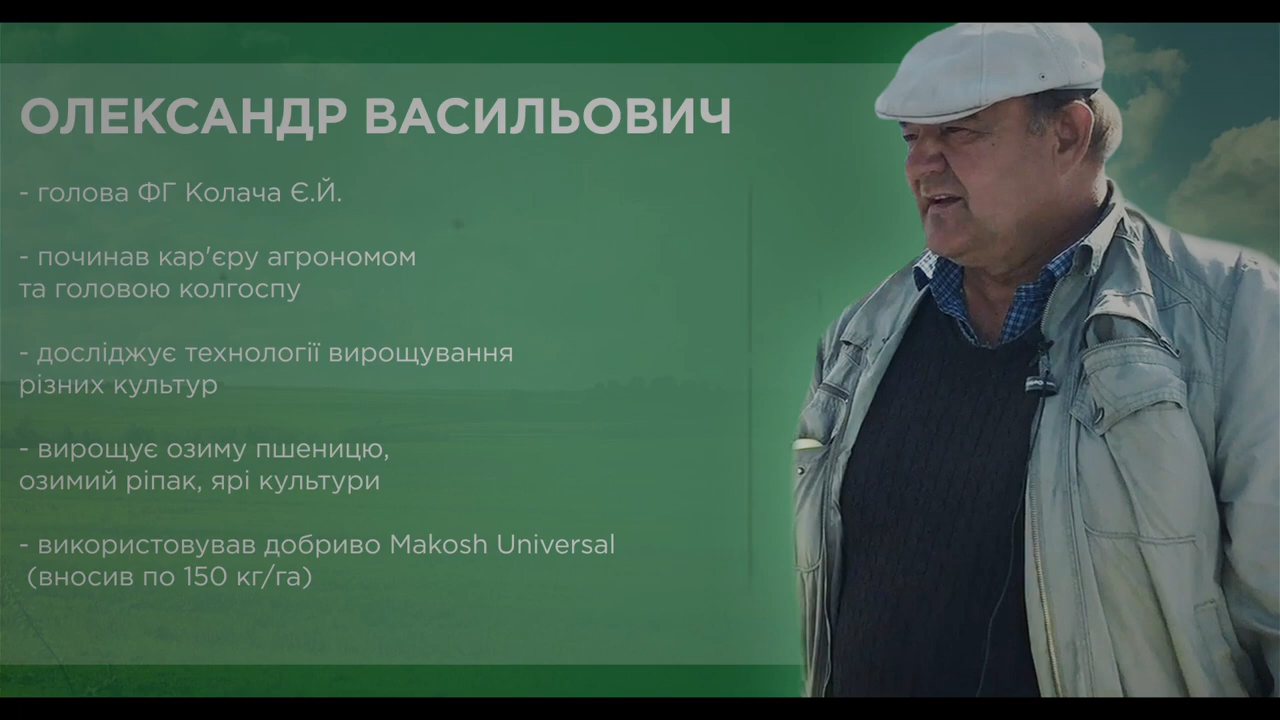 ОЛЕКСАНДР ВАСИЛЬОВИЧ
- голова ФГ Колача Є.Й.
- починав кар'єру агрономом
та головою колгоспу
- досліджує технології вирощування
різних культур
- вирощує озиму пшеницю,
озимий ріпак, ярі культури
- використовував добриво Makosh Universal
(вносив по 150 кг/га)